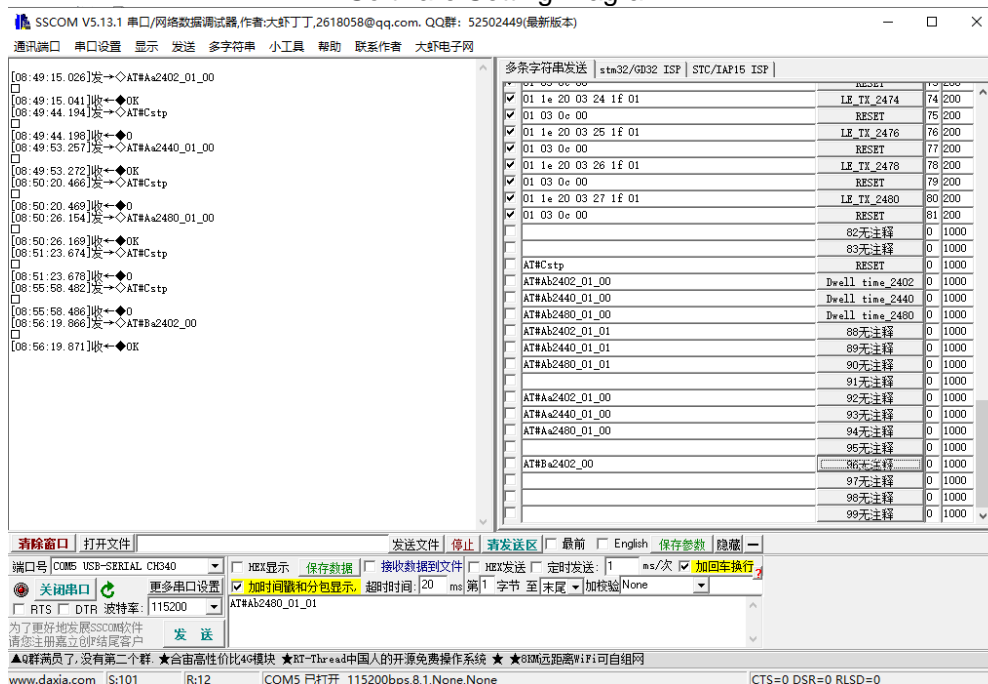 SSCOM V5.13.1 串口/网络数据调试器,作者:大虾丁丁,2618058@qq.com. QQ群: 52502449(最新版本)
通讯端口 串口设置 显示 发送 多字符串 小工具 帮助 联系作者 大虾电子网
[08:49:15.026]发→◇AT#Aa2402_01_00
□
[08:49:15.041]收←◆OK
[08:49:44.194]发→◇AT#Cstp
□
[08:49:44.198]收←◆0
[08:49:53.257]发→◇AT#Aa2440_01_00
□
[08:49:53.272]收←◆OK
[08:50:20.466]发→◇AT#Cstp
□
[08:50:20.469]收←◆0
[08:50:26.154]发→◇AT#Aa2480_01_00
□
[08:50:26.169]收←◆OK
[08:51:23.674]发→◇AT#Cstp
□
[08:51:23.678]收←◆0
[08:55:58.482]发→◇AT#Cstp
□
[08:55:58.486]收←◆0
[08:56:19.866]发→◇AT#Ba2402_00
□
[08:56:19.871]收←◆OK
多条字符串发送 stm32/GD32 ISP STC/IAP15 ISP
01 1e 20 03 24 1f 01 LE_TX_2474 74 200
01 03 0c 00 RESET 75 200
01 1e 20 03 25 1f 01 LE_TX_2476 76 200
01 03 0c 00 RESET 77 200
01 1e 20 03 26 1f 01 LE_TX_2478 78 200
01 03 0c 00 RESET 79 200
01 1e 20 03 27 1f 01 LE_TX_2480 80 200
01 03 0c 00 RESET 81 200
82无注释 0 1000
83无注释 0 1000
AT#Cstp RESET 0 1000
AT#Ab2402_01_00 Dwell time_2402 0 1000
AT#Ab2440_01_00 Dwell time_2440 0 1000
AT#Ab2480_01_00 Dwell time_2480 0 1000
AT#Ab2402_01_01 88无注释 0 1000
AT#Ab2440_01_01 89无注释 0 1000
AT#Ab2480_01_01 90无注释 0 1000
91无注释 0 1000
AT#Aa2402_01_00 92无注释 0 1000
AT#Aa2440_01_00 93无注释 0 1000
AT#Aa2480_01_00 94无注释 0 1000
95无注释 0 1000
AT#Ba2402_00 96无注释 0 1000
97无注释 0 1000
98无注释 0 1000
99无注释 0 1000
清除窗口 打开文件 发送文件 停止 清发送区 最前 English 保存参数 隐藏
端口号 COM5 USB-SERIAL CH340 HEX显示 保存数据 接收数据到文件 HEX发送 定时发送: 1 ms/次 加回车换行
关闭串口 更多串口设置 加时间戳和分包显示, 超时时间: 20 ms 第1 字节 至 末尾 加校验 None
RTS DTR 波特率: 115200 AT#Ab2480_01_01
为了更好地发展SSCOM软件
请您注册嘉立创F结尾客户
发 送
▲Q群满员了,没有第二个群. ★合宙高性价比4G模块 ★RT-Thread中国人的开源免费操作系统 ★ ★8KM远距离WiFi可自组网
www.daxia.com S:101 R:12 COM5 已打开 115200bps,8,1,None,None CTS=0 DSR=0 RLSD=0